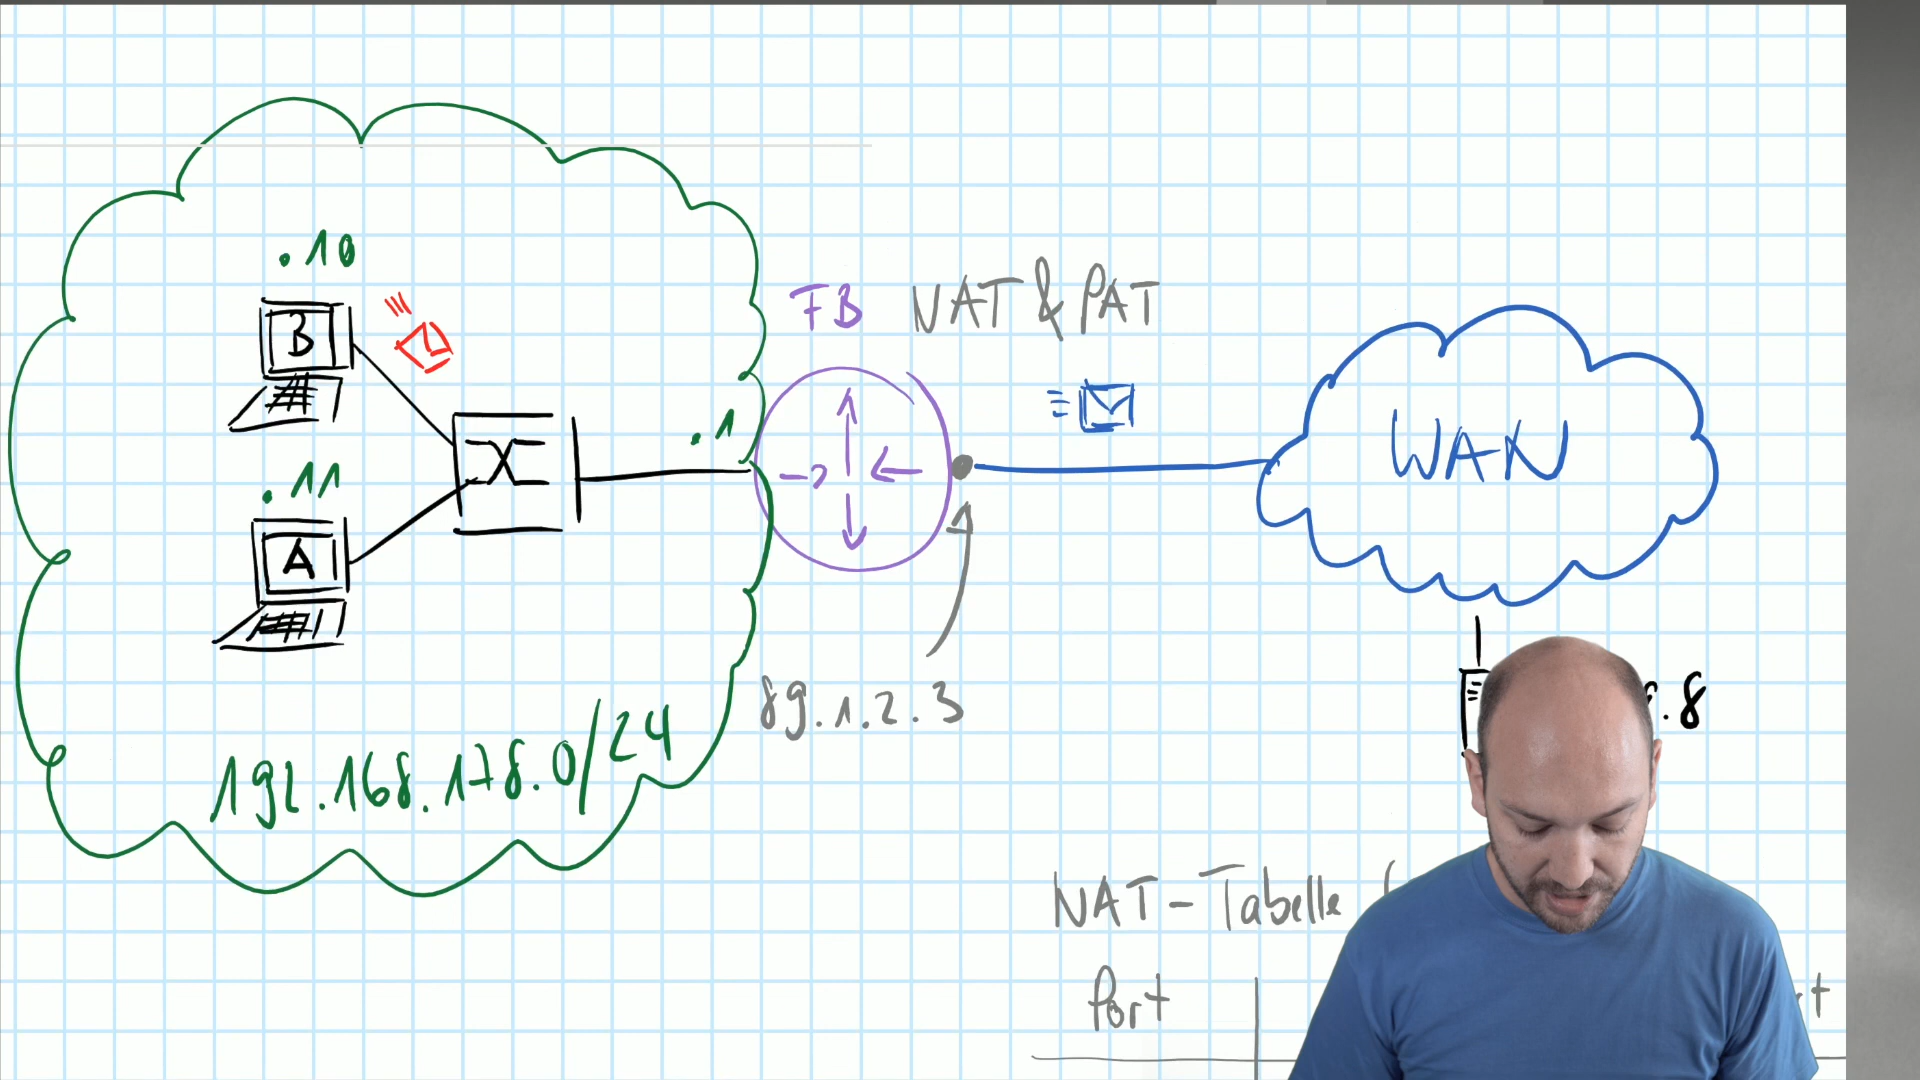 .10
B
FB NAT & PAT
.1
WAN
.11
A
.8
89.1.2.3
192.168.178.0/24
NAT-Tabelle (
Port